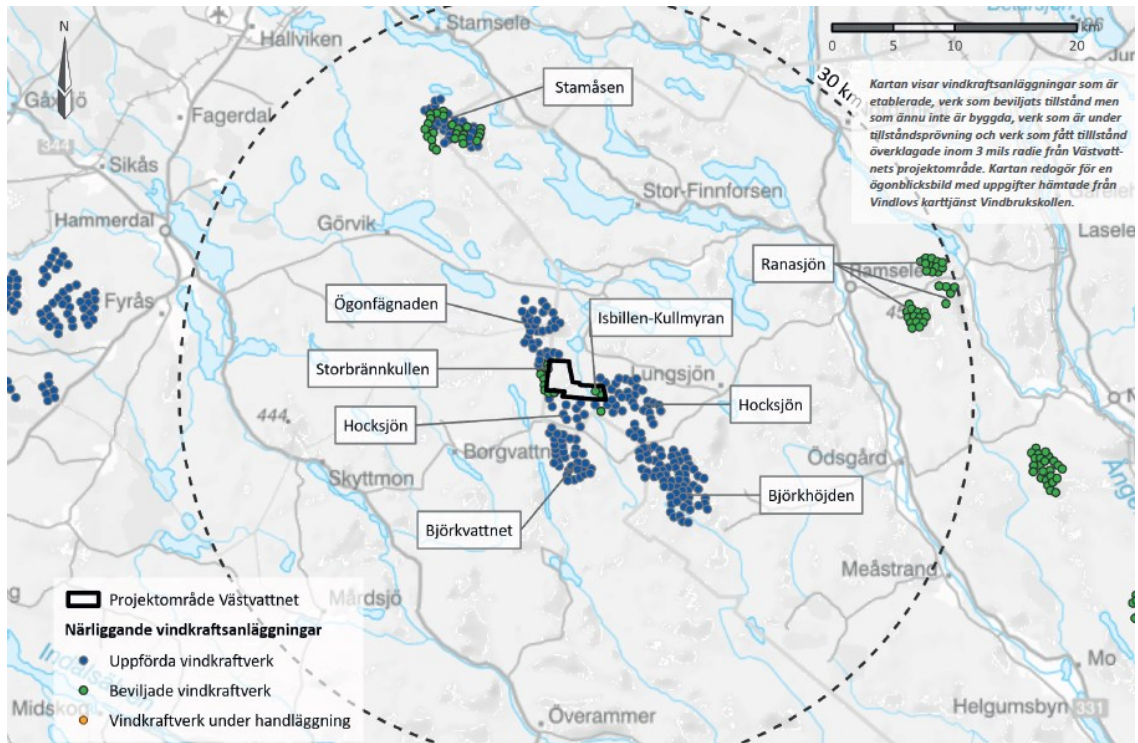 N
Hallviken
Stamsele
0 5 10 20
km
30 km
Kartan visar vindkraftsanläggningar som är
etablerade, verk som beviljats tillstånd men
som ännu inte är byggda, verk som är under
tillståndsprövning och verk som fått tilllstånd
överklagade inom 3 mils radie från Västvatt-
nets projektområde. Kartan redogör för en
ögonblicksbild med uppgifter hämtade från
Vindlovs karttjänst Vindbrukskollen.
Stamåsen
Fagerdal
344
Sikås
Stor-Finnforsen
Hammerdal
Görvik
Ranasjön
Ramsele
Fyrås
Ögonfägnaden
Isbillen-Kullmyran
Storbrännkullen
Lungsjön
444
Hocksjön
Hocksjön
Borgvattn
Ödsgård
Skyttmon
Björkhöjden
Björkvattnet
Meåstrand
Mårdsjö
Mo
Helgumsbyn
331
Överammer
Midskog
Projektområde Västvattnet
Närliggande vindkraftsanläggningar
Uppförda vindkraftverk
Beviljade vindkraftverk
Vindkraftverk under handläggning